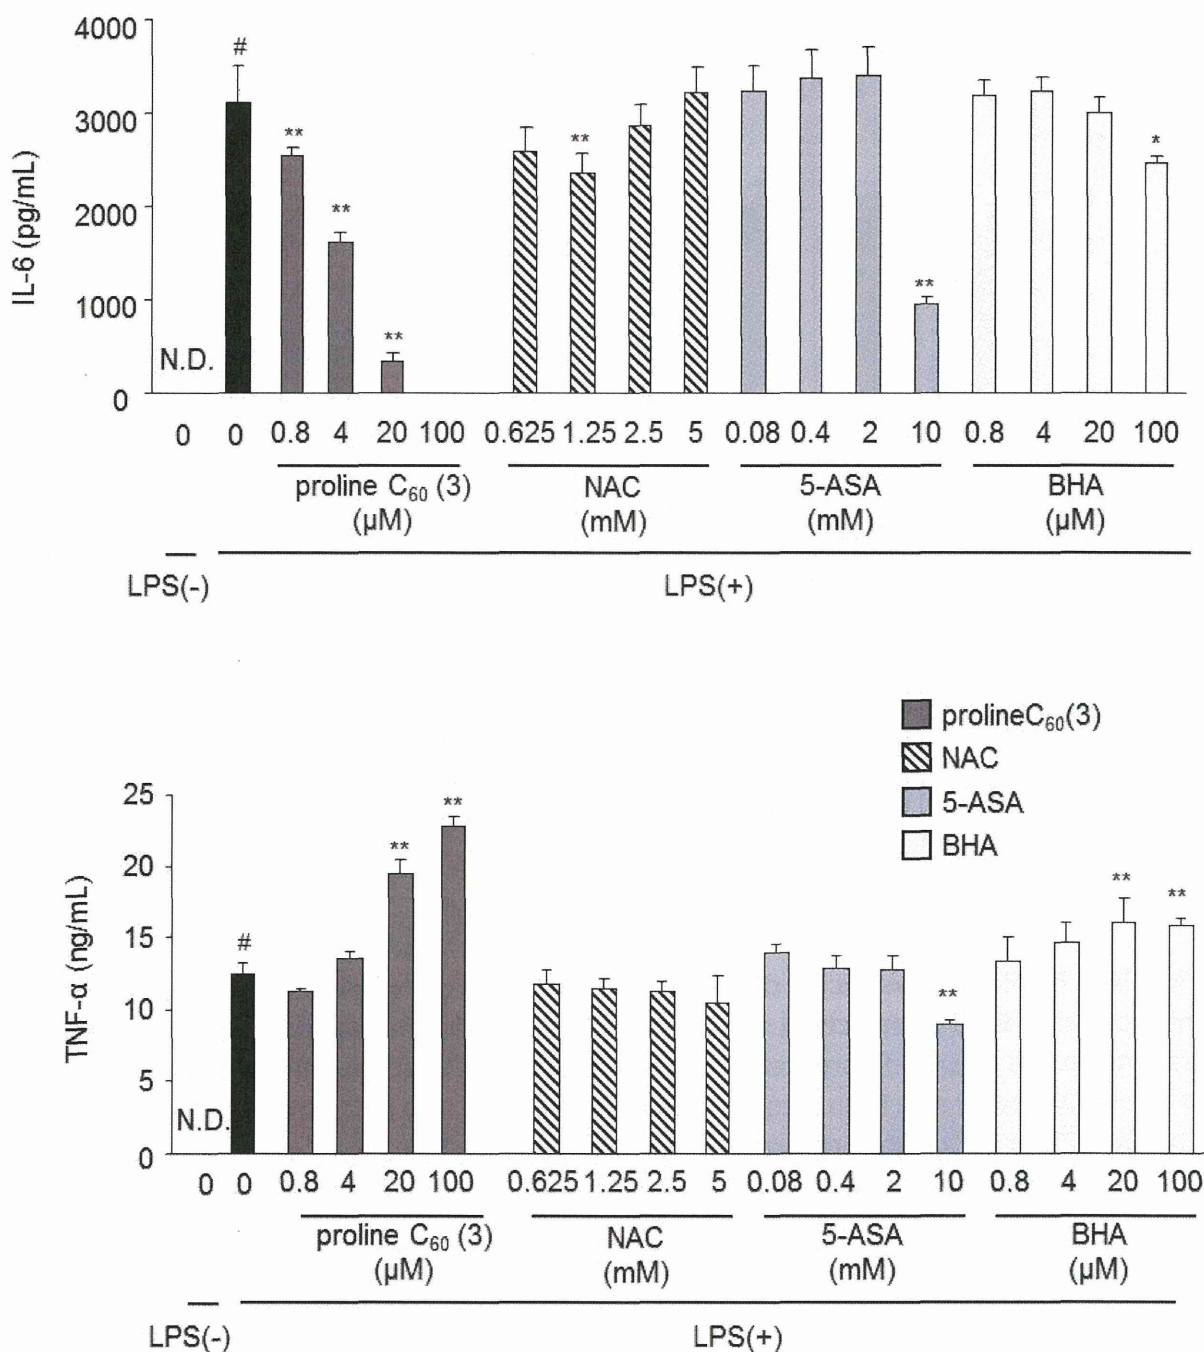 4000
3000
2000
1000
0
IL-6 (pg/mL)
#
**
**
**
**
**
*
N.D.
0 0 0.8 4 20 100 0.625 1.25 2.5 5 0.08 0.4 2 10 0.8 4 20 100
proline C₆₀ (3) NAC 5-ASA BHA
(μM) (mM) (mM) (μM)
LPS(-) LPS(+)
prolineC₆₀(3)
NAC
5-ASA
BHA
25
20
15
10
5
0
TNF-α (ng/mL)
#
**
**
**
**
**
N.D.
0 0 0.8 4 20 100 0.625 1.25 2.5 5 0.08 0.4 2 10 0.8 4 20 100
proline C₆₀ (3) NAC 5-ASA BHA
(μM) (mM) (mM) (μM)
LPS(-) LPS(+)